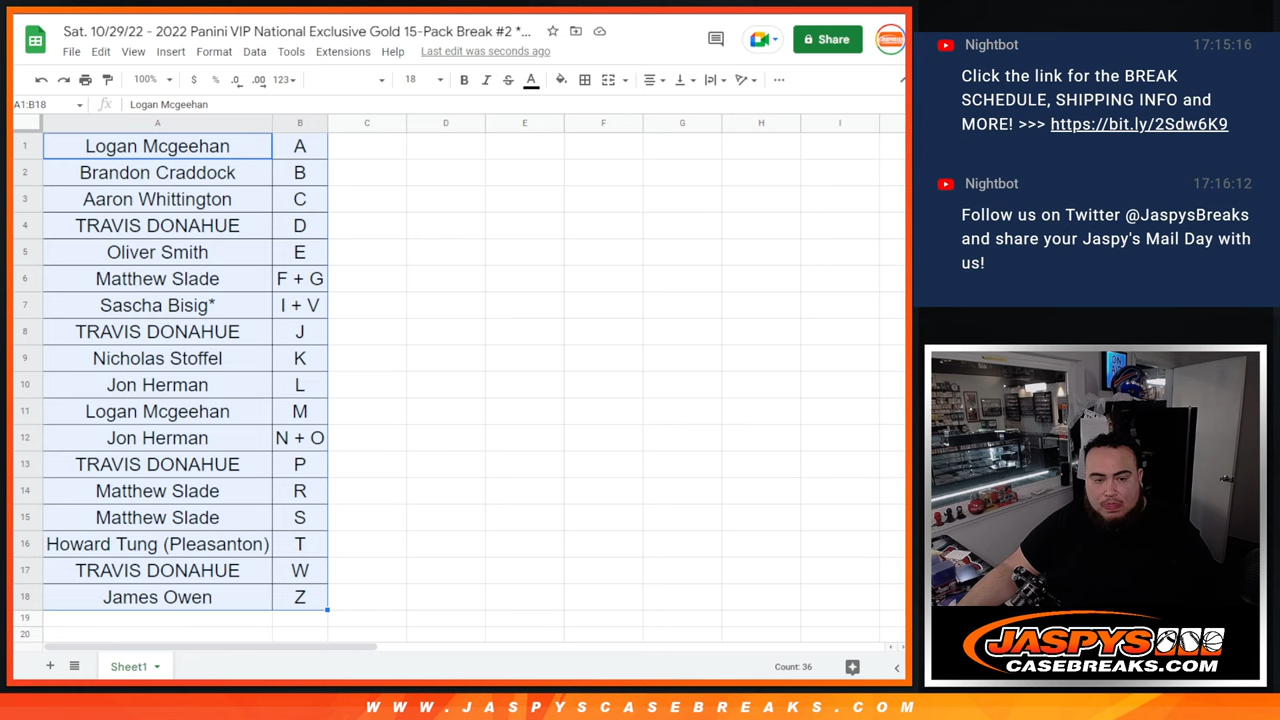 Sat. 10/29/22 - 2022 Panini VIP National Exclusive Gold 15-Pack Break #2 *...
File Edit View Insert Format Data Tools Extensions Help Last edit was seconds ago
Share
100% $ % .0 .00 123 18 B I S A
A1:B18 fx Logan Mcgeehan
A B C D E F G H I
1 Logan Mcgeehan A
2 Brandon Craddock B
3 Aaron Whittington C
4 TRAVIS DONAHUE D
5 Oliver Smith E
6 Matthew Slade F + G
7 Sascha Bisig* I + V
8 TRAVIS DONAHUE J
9 Nicholas Stoffel K
10 Jon Herman L
11 Logan Mcgeehan M
12 Jon Herman N + O
13 TRAVIS DONAHUE P
14 Matthew Slade R
15 Matthew Slade S
16 Howard Tung (Pleasanton) T
17 TRAVIS DONAHUE W
18 James Owen Z
19
20
Sheet1
Count: 36
Nightbot 17:15:16
Click the link for the BREAK
SCHEDULE, SHIPPING INFO and
MORE! >>> https://bit.ly/2Sdw6K9
Nightbot 17:16:12
Follow us on Twitter @JaspysBreaks
and share your Jaspy's Mail Day with
us!
JASPYS
CASEBREAKS.COM
WWW.JASPYSCASEBREAKS.COM